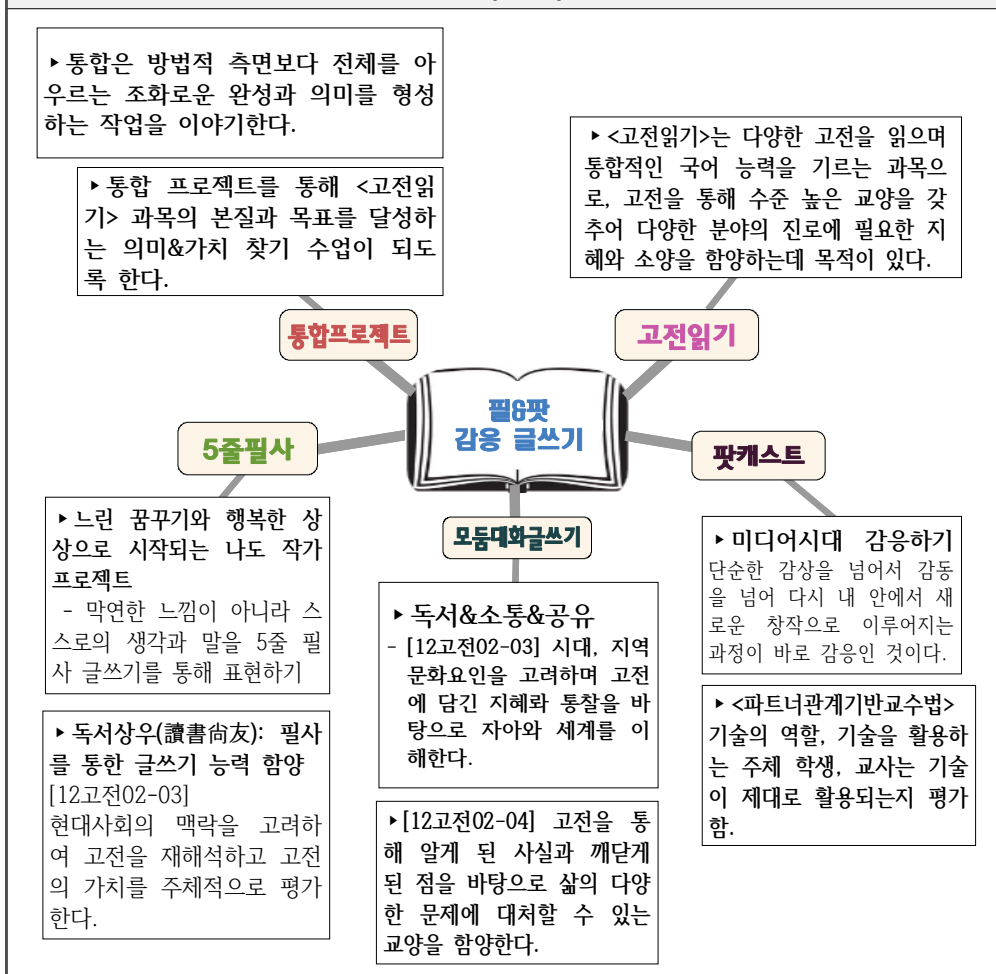 ▸통합은 방법적 측면보다 전체를 아
우르는 조화로운 완성과 의미를 형성
하는 작업을 이야기한다.
▸통합 프로젝트를 통해 <고전읽
기> 과목의 본질과 목표를 달성하
는 의미&가치 찾기 수업이 되도
록 한다.
▸<고전읽기>는 다양한 고전을 읽으며
통합적인 국어 능력을 기르는 과목으
로, 고전을 통해 수준 높은 교양을 갖
추어 다양한 분야의 진로에 필요한 지
혜와 소양을 함양하는데 목적이 있다.
통합프로젝트
고전읽기
필&팟
감응 글쓰기
5줄필사
팟캐스트
모둠대화글쓰기
▸느린 꿈꾸기와 행복한 상
상으로 시작되는 나도 작가
프로젝트
- 막연한 느낌이 아니라 스
스로의 생각과 말을 5줄 필
사 글쓰기를 통해 표현하기
▸독서상우(讀書尙友): 필사
를 통한 글쓰기 능력 함양
[12고전02-03]
현대사회의 맥락을 고려하
여 고전을 재해석하고 고전
의 가치를 주체적으로 평가
한다.
▸독서&소통&공유
- [12고전02-03] 시대, 지역
문화요인을 고려하며 고전
에 담긴 지혜롸 통찰을 바
탕으로 자아와 세계를 이
해한다.
▸[12고전02-04] 고전을 통
해 알게 된 사실과 깨닫게
된 점을 바탕으로 삶의 다양
한 문제에 대처할 수 있는
교양을 함양한다.
▸미디어시대 감응하기
단순한 감상을 넘어서 감동
을 넘어 다시 내 안에서 새
로운 창작으로 이루어지는
과정이 바로 감응인 것이다.
▸<파트너관계기반교수법>
기술의 역할, 기술을 활용하
는 주체 학생, 교사는 기술
이 제대로 활용되는지 평가
함.